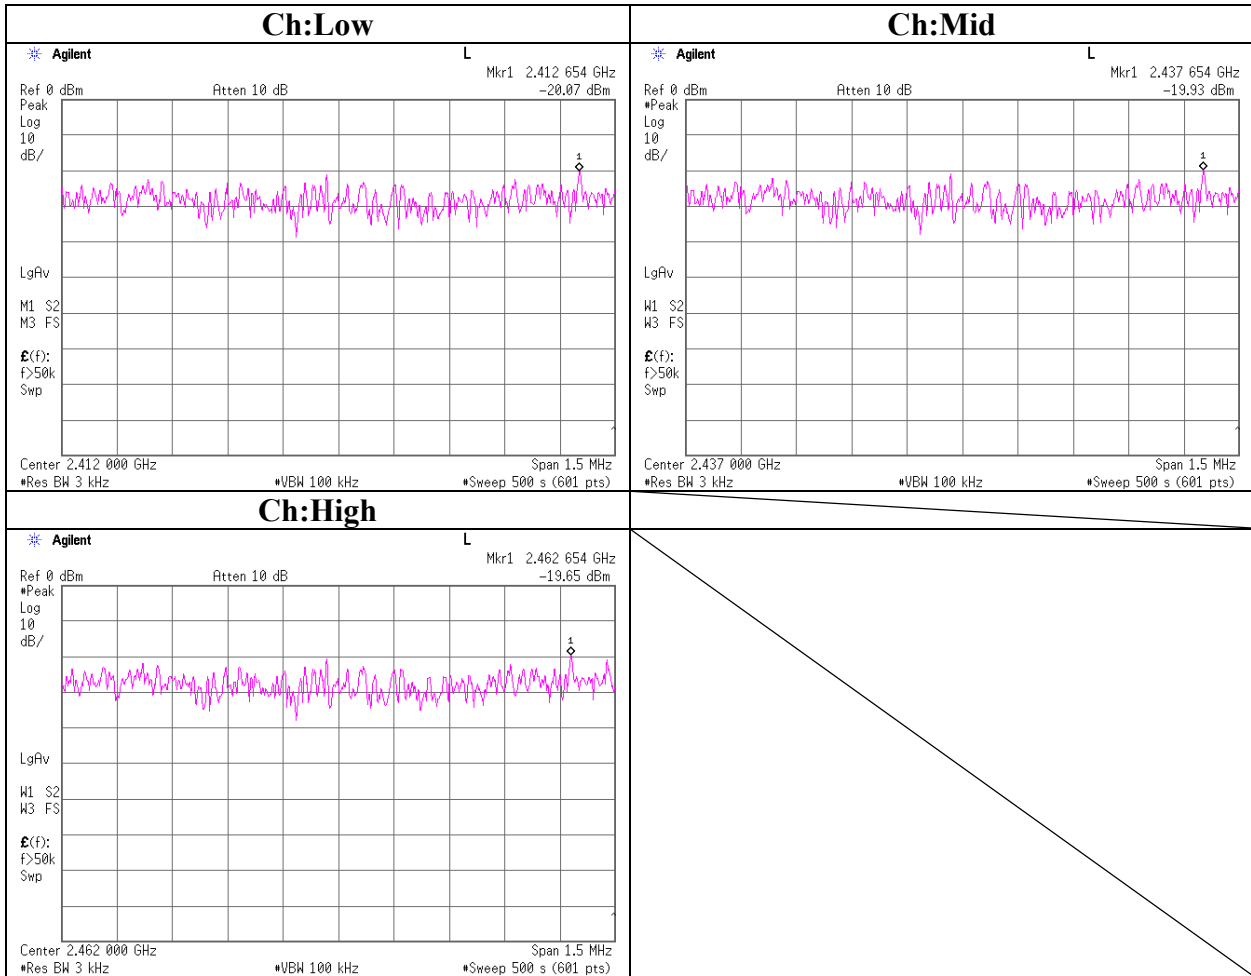 Ch:Low
Agilent L
Mkr1 2.412 654 GHz
Ref 0 dBm Atten 10 dB -20.07 dBm
Peak
Log
10
dB/
1
LgAv
M1 S2
M3 FS
£(f):
f>50k
Swp
Center 2.412 000 GHz Span 1.5 MHz
#Res BW 3 kHz #VBW 100 kHz #Sweep 500 s (601 pts)
Ch:Mid
Agilent L
Mkr1 2.437 654 GHz
Ref 0 dBm Atten 10 dB -19.93 dBm
#Peak
Log
10
dB/
1
LgAv
W1 S2
W3 FS
£(f):
f>50k
Swp
Center 2.437 000 GHz Span 1.5 MHz
#Res BW 3 kHz #VBW 100 kHz #Sweep 500 s (601 pts)
Ch:High
Agilent L
Mkr1 2.462 654 GHz
Ref 0 dBm Atten 10 dB -19.65 dBm
#Peak
Log
10
dB/
1
LgAv
W1 S2
W3 FS
£(f):
f>50k
Swp
Center 2.462 000 GHz Span 1.5 MHz
#Res BW 3 kHz #VBW 100 kHz #Sweep 500 s (601 pts)